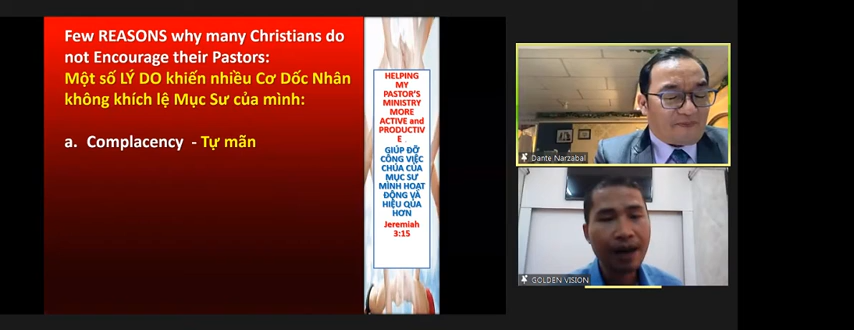 Few REASONS why many Christians do
not Encourage their Pastors:
Một số LÝ DO khiến nhiều Cơ Dốc Nhân
không khích lệ Mục Sư của mình:
a. Complacency - Tự mãn
HELPING
MY
PASTOR'S
MINISTRY
MORE
ACTIVE and
PRODUCTIV
E
GIÚP ĐỠ
CÔNG VIỆC
CHÚA CỦA
MỤC SƯ
MÌNH HOẠT
ĐỘNG VÀ
HIỆU QUẢ
HƠN
Jeremiah
3:15
Dante Narzabal
GOLDEN VISION